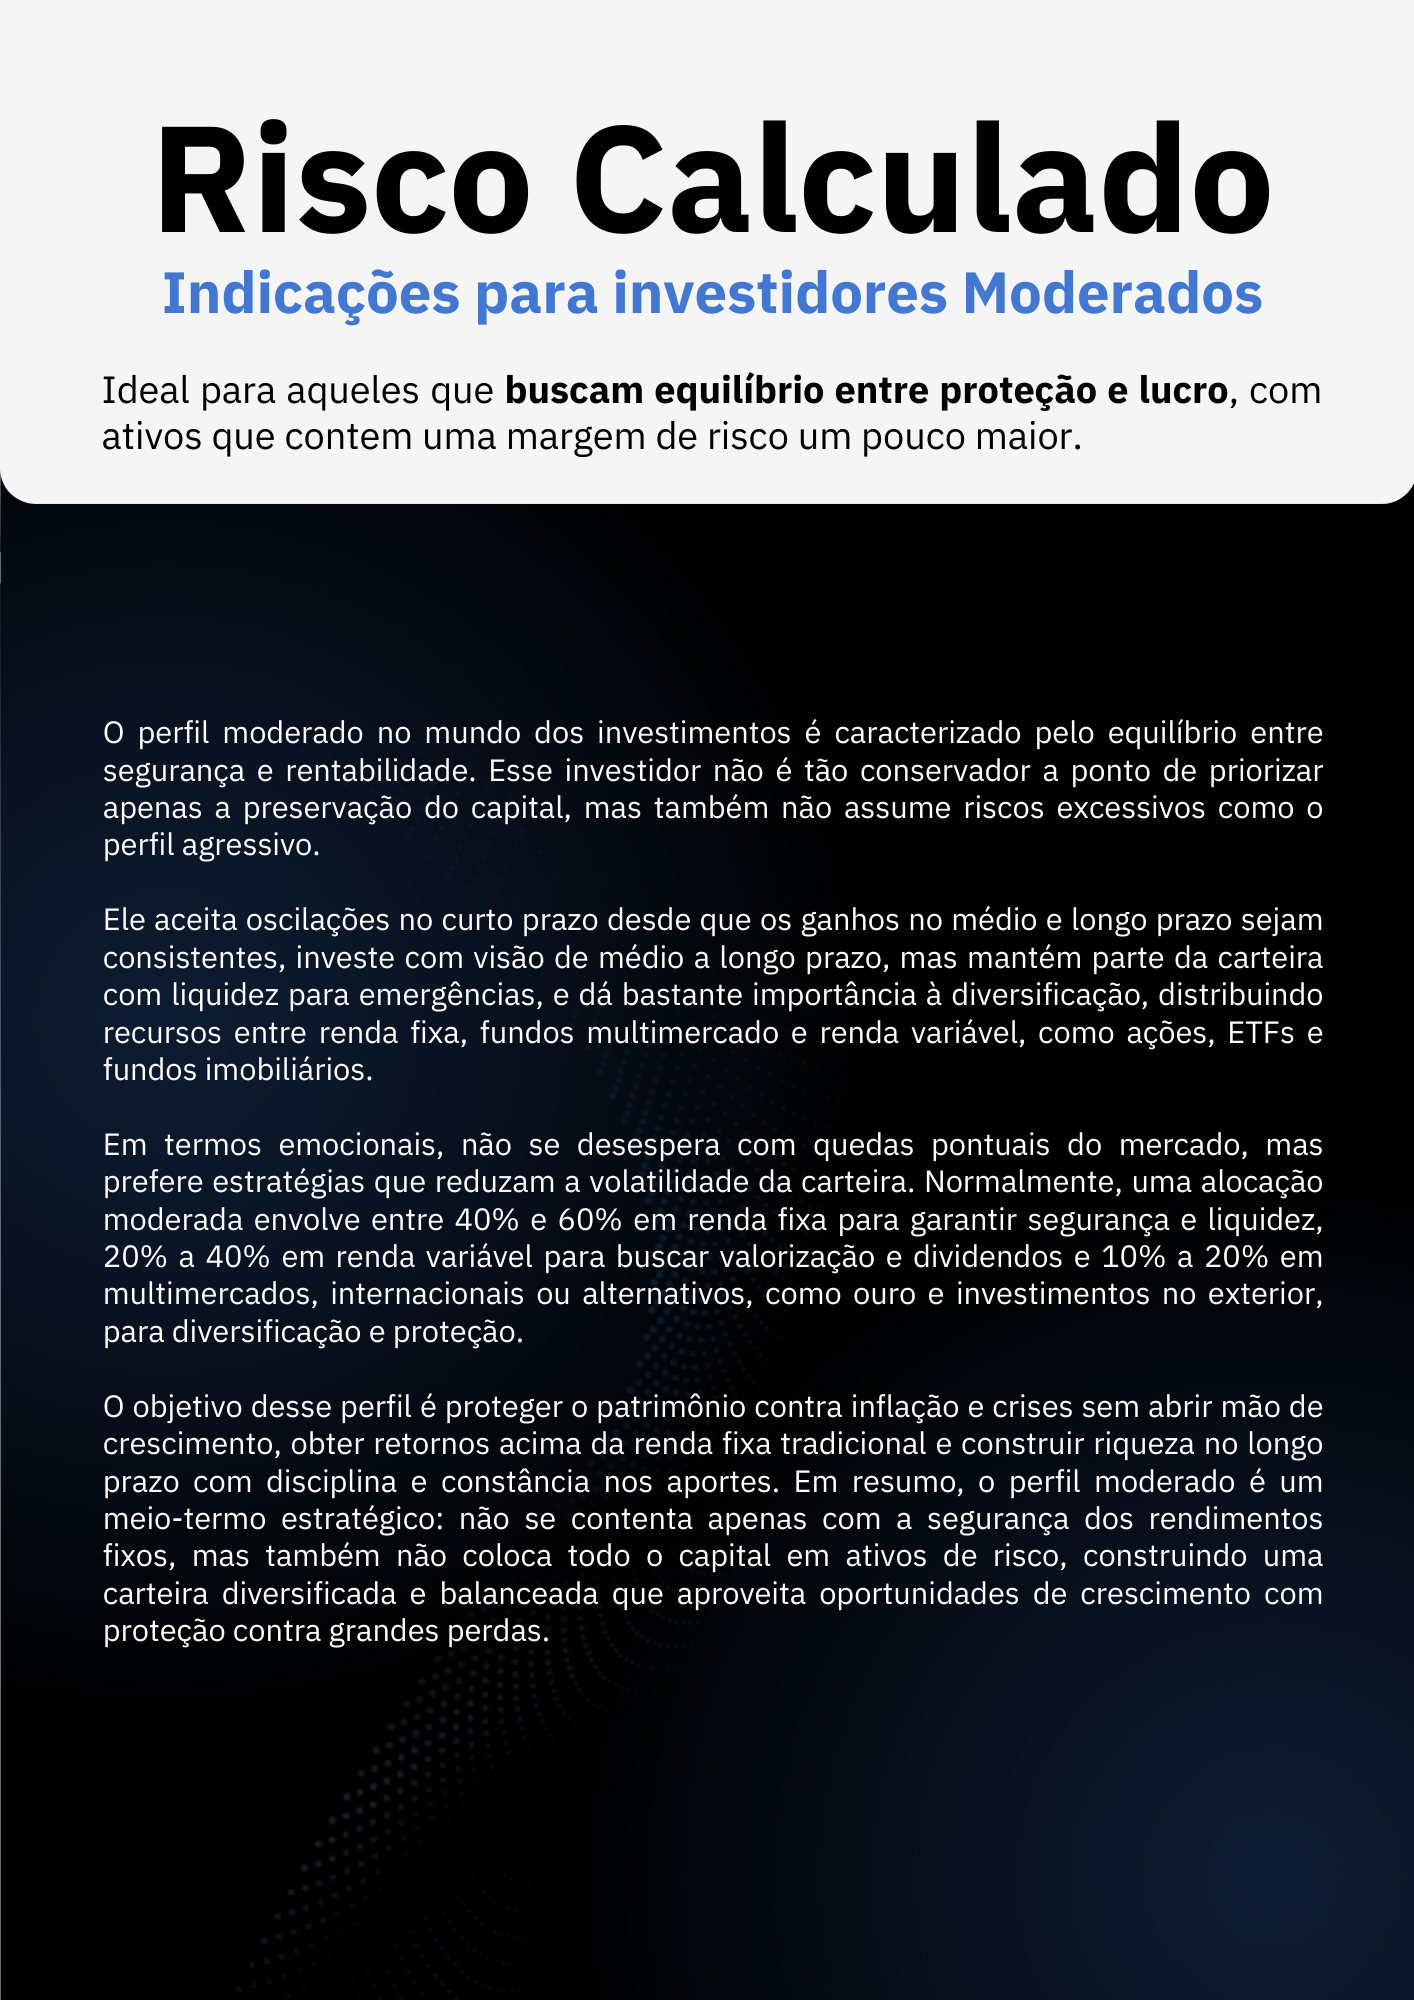 Risco Calculado
Indicações para investidores Moderados
Ideal para aqueles que buscam equilíbrio entre proteção e lucro, com
ativos que contem uma margem de risco um pouco maior.
O perfil moderado no mundo dos investimentos é caracterizado pelo equilíbrio entre
segurança e rentabilidade. Esse investidor não é tão conservador a ponto de priorizar
apenas a preservação do capital, mas também não assume riscos excessivos como o
perfil agressivo.
Ele aceita oscilações no curto prazo desde que os ganhos no médio e longo prazo sejam
consistentes, investe com visão de médio a longo prazo, mas mantém parte da carteira
com liquidez para emergências, e dá bastante importância à diversificação, distribuindo
recursos entre renda fixa, fundos multimercado e renda variável, como ações, ETFs e
fundos imobiliários.
Em termos emocionais, não se desespera com quedas pontuais do mercado, mas
prefere estratégias que reduzam a volatilidade da carteira. Normalmente, uma alocação
moderada envolve entre 40% e 60% em renda fixa para garantir segurança e liquidez,
20% a 40% em renda variável para buscar valorização e dividendos e 10% a 20% em
multimercados, internacionais ou alternativos, como ouro e investimentos no exterior,
para diversificação e proteção.
O objetivo desse perfil é proteger o patrimônio contra inflação e crises sem abrir mão de
crescimento, obter retornos acima da renda fixa tradicional e construir riqueza no longo
prazo com disciplina e constância nos aportes. Em resumo, o perfil moderado é um
meio-termo estratégico: não se contenta apenas com a segurança dos rendimentos
fixos, mas também não coloca todo o capital em ativos de risco, construindo uma
carteira diversificada e balanceada que aproveita oportunidades de crescimento com
proteção contra grandes perdas.